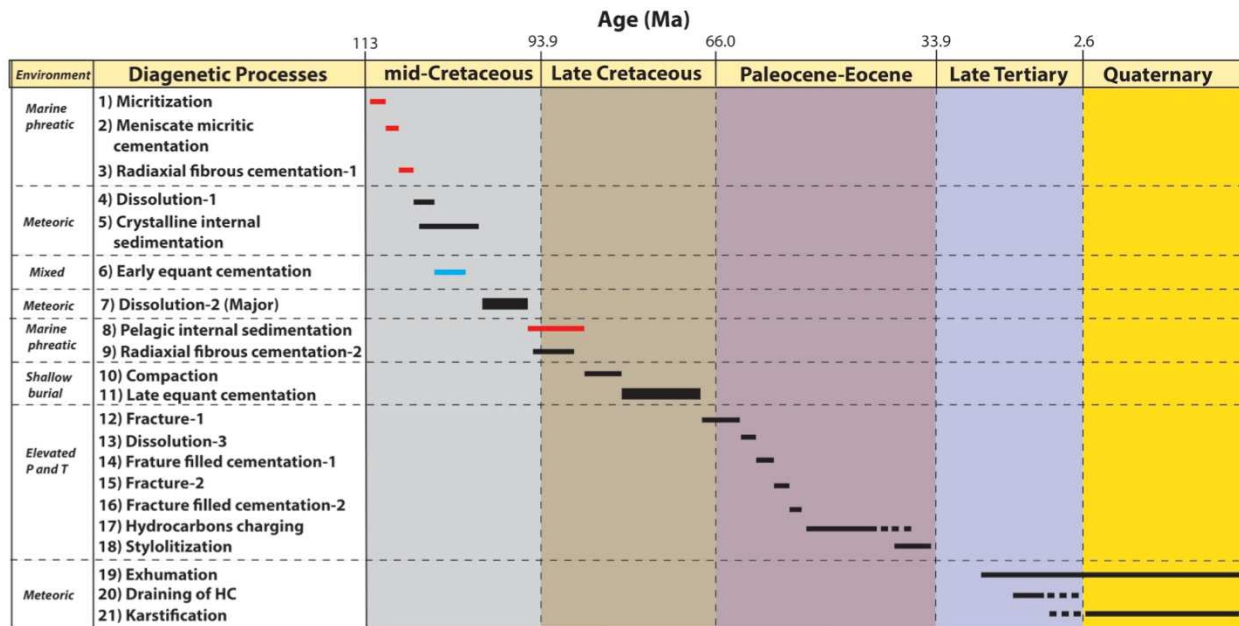 Age (Ma)
113 93.9 66.0 33.9 2.6
Environment Diagenetic Processes mid-Cretaceous Late Cretaceous Paleocene-Eocene Late Tertiary Quaternary
Marine phreatic
1) Micritization
2) Meniscate micritic
cementation
3) Radiaxial fibrous cementation-1
Meteoric
4) Dissolution-1
5) Crystalline internal
sedimentation
Mixed
6) Early equant cementation
Meteoric
7) Dissolution-2 (Major)
Marine phreatic
8) Pelagic internal sedimentation
9) Radiaxial fibrous cementation-2
Shallow burial
10) Compaction
11) Late equant cementation
Elevated P and T
12) Fracture-1
13) Dissolution-3
14) Frature filled cementation-1
15) Fracture-2
16) Fracture filled cementation-2
17) Hydrocarbons charging
18) Stylolitization
Meteoric
19) Exhumation
20) Draining of HC
21) Karstification